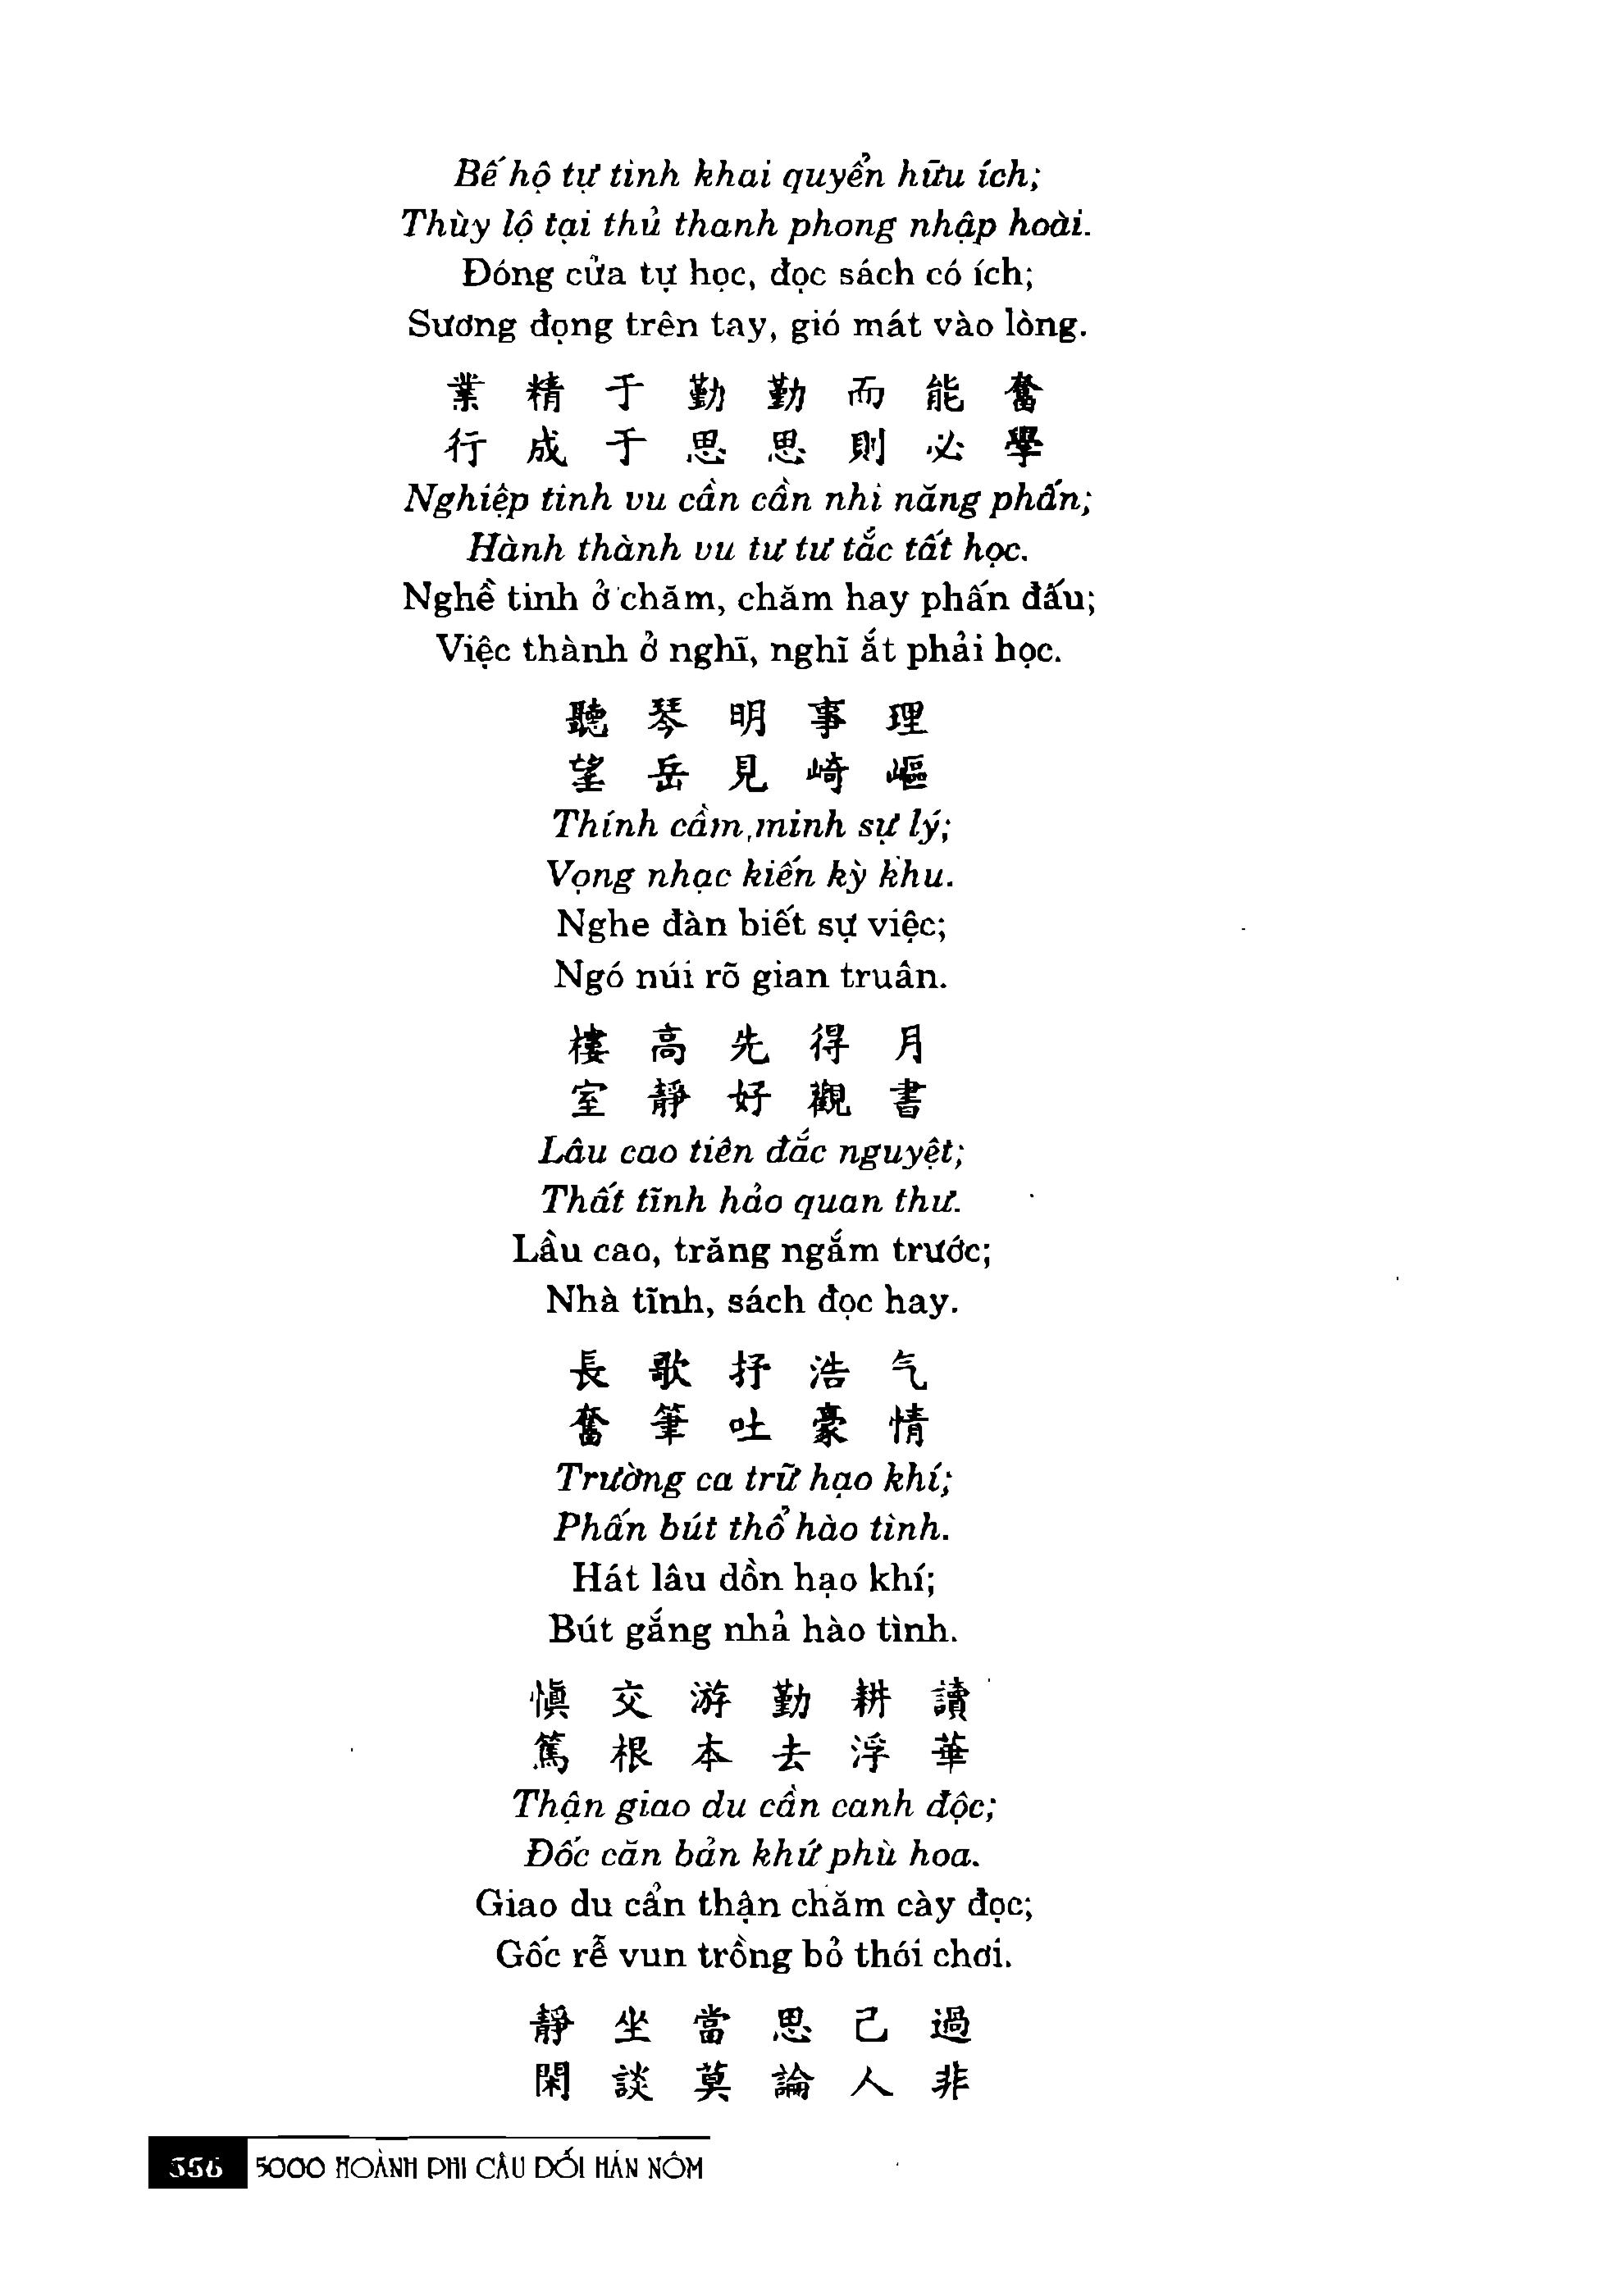 Bế hộ tự tình khai quyển hữu ích;
Thùy lộ tại thủ thanh phong nhập hoài.
Đóng cửa tự học, đọc sách có ích;
Sương đọng trên tay, gió mát vào lòng.
業 精 于 勤 勤 而 能 奮
行 成 于 思 思 則 必 學
Nghiệp tinh vu cần cần nhi năng phấn;
Hành thành vu tư tư tắc tất học.
Nghề tinh ở chăm, chăm hay phấn đấu;
Việc thành ở nghĩ, nghĩ ắt phải học.
聽 琴 明 事 理
望 岳 見 崎 嶇
Thính cầm minh sự lý;
Vọng nhạc kiến kỳ khu.
Nghe đàn biết sự việc;
Ngó núi rõ gian truân.
樓 高 先 得 月
室 靜 好 觀 書
Lâu cao tiên đắc nguyệt;
Thất tĩnh hảo quan thư.
Lầu cao, trăng ngắm trước;
Nhà tĩnh, sách đọc hay.
長 歌 抒 浩 气
奮 筆 吐 豪 情
Trường ca trữ hạo khí;
Phấn bút thổ hào tình.
Hát lâu dồn hạo khí;
Bút gắng nhả hào tình.
慎 交 游 勤 耕 讀
篤 根 本 去 浮 華
Thận giao du cần canh độc;
Đốc căn bản khứ phù hoa.
Giao du cẩn thận chăm cày đọc;
Gốc rễ vun trồng bỏ thói chơi.
靜 坐 當 思 己 過
閑 談 莫 論 人 非
5000 HOÀNH PHI CÂU ĐỐI HÁN NÔM